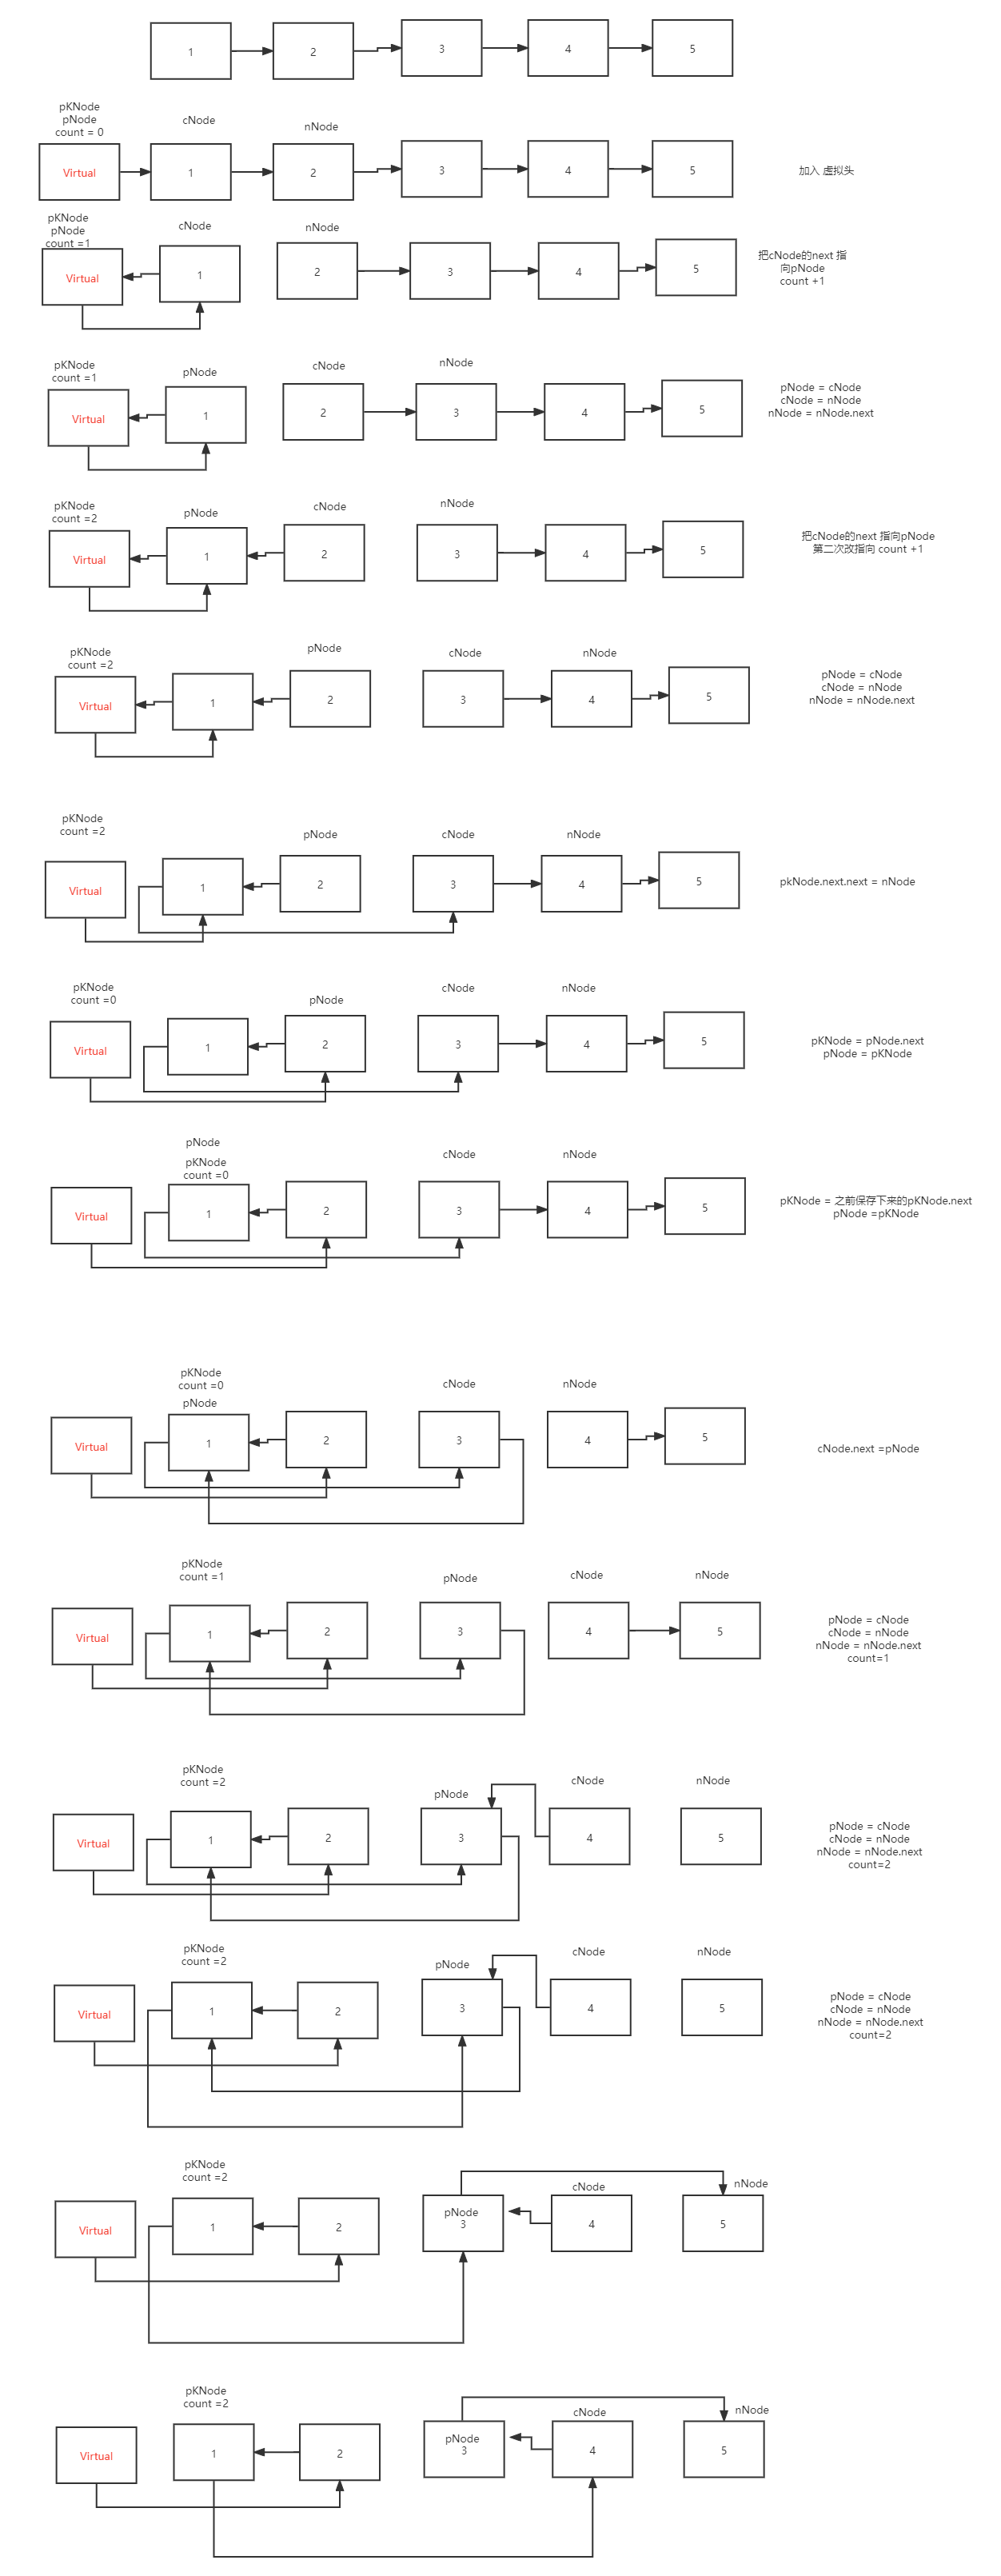 1
2
3
4
5
pKNode
pNode
count = 0
cNode
nNode
Virtual
1
2
3
4
5
加入 虚拟头
pKNode
pNode
count =1
cNode
nNode
Virtual
1
2
3
4
5
把cNode的next 指
向pNode
count +1
pKNode
count =1
pNode
cNode
nNode
Virtual
1
2
3
4
5
pNode = cNode
cNode = nNode
nNode = nNode.next
pKNode
count =2
pNode
cNode
nNode
Virtual
1
2
3
4
5
把cNode的next 指向pNode
第二次改指向 count +1
pKNode
count =2
pNode
cNode
nNode
Virtual
1
2
3
4
5
pNode = cNode
cNode = nNode
nNode = nNode.next
pKNode
count =2
pNode
cNode
nNode
Virtual
1
2
3
4
5
pkNode.next.next = nNode
pKNode
count =0
pNode
cNode
nNode
Virtual
1
2
3
4
5
pKNode = pNode.next
pNode = pKNode
pNode
pKNode
count =0
cNode
nNode
Virtual
1
2
3
4
5
pKNode = 之前保存下来的pKNode.next
pNode =pKNode
pKNode
count =0
pNode
cNode
nNode
Virtual
1
2
3
4
5
cNode.next =pNode
pKNode
count =1
pNode
cNode
nNode
Virtual
1
2
3
4
5
pNode = cNode
cNode = nNode
nNode = nNode.next
count=1
pKNode
count =2
pNode
cNode
nNode
Virtual
1
2
3
4
5
pNode = cNode
cNode = nNode
nNode = nNode.next
count=2
pKNode
count =2
pNode
cNode
nNode
Virtual
1
2
3
4
5
pNode = cNode
cNode = nNode
nNode = nNode.next
count=2
pKNode
count =2
cNode
nNode
Virtual
1
2
pNode
3
4
5
pKNode
count =2
cNode
nNode
Virtual
1
2
pNode
3
4
5